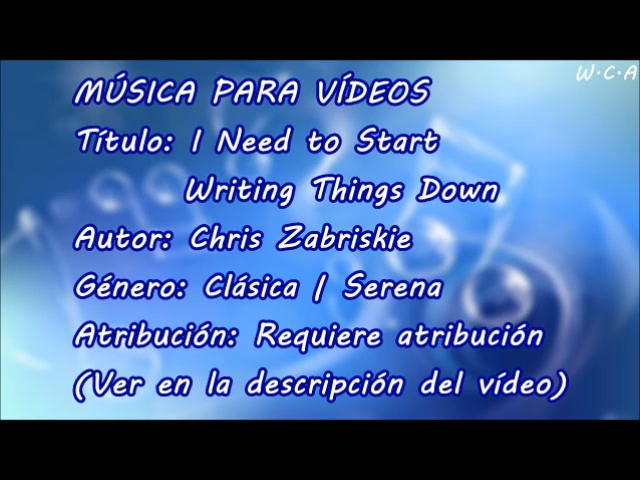 W·C·A
MÚSICA PARA VÍDEOS
Título: I Need to Start
Writing Things Down
Autor: Chris Zabriskie
Género: Clásica | Serena
Atribución: Requiere atribución
(Ver en la descripción del vídeo)